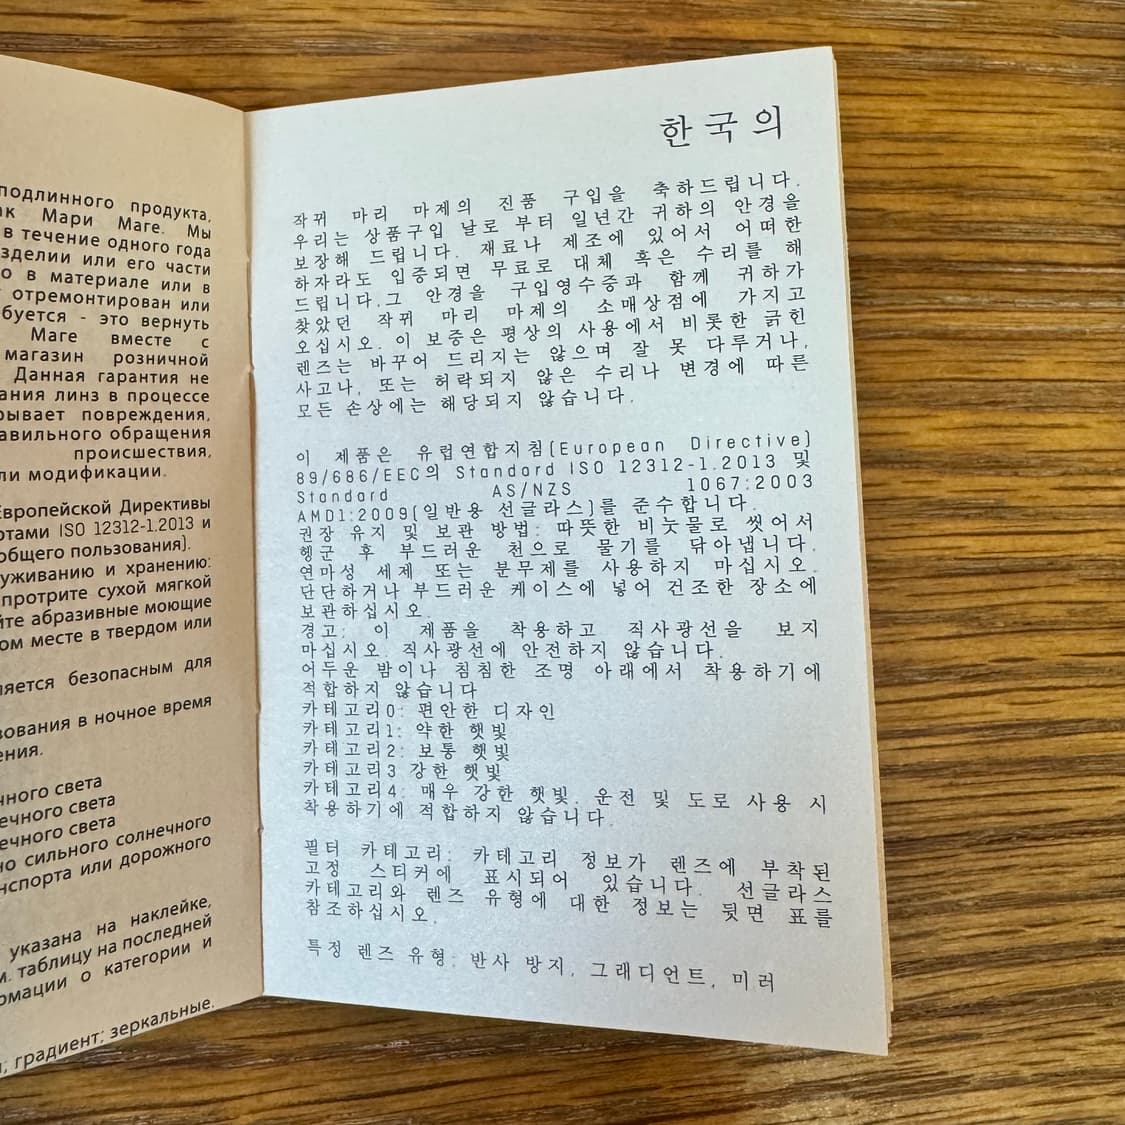 подлинного продукта,
Мари Маге. Мы
в течение одного года
изделии или его части
в материале или в
отремонтирован или
это вернуть
Маге вместе с
магазин розничной
Данная гарантия не
линз в процессе
повреждения,
обращения
происшествия,
или модификации.
Европейской Директивы
ISO 12312-1.2013 и
общего пользования).
и хранению:
протрите сухой мягкой
абразивные моющие
месте в твердом или
безопасным для
в ночное время
света
света
света
сильного солнечного
или дорожного
указана на наклейке,
таблицу на последней
о категории и
градиент; зеркальные.
한국의
작퀴 마리 마제의 진품 구입을 축하드립니다.
우리는 상품구입 날로 부터 일년간 귀하의 안경을
보장해 드립니다. 재료나 제조에 있어서 어떠한
하자라도 입증되면 무료로 대체 혹은 수리를 해
드립니다.그 안경을 구입영수증과 함께 귀하가
찾았던 작퀴 마리 마제의 소매상점에 가지고
오십시오. 이 보증은 평상의 사용에서 비롯한 긁힌
렌즈는 바꾸어 드리지는 않으며 잘 못 다루거나,
사고나, 또는 허락되지 않은 수리나 변경에 따른
모든 손상에는 해당되지 않습니다.
이 제품은 유럽연합지침(European Directive)
89/686/EEC의 Standard ISO 12312-1.2013 및
Standard AS/NZS 1067:2003
AMD1:2009(일반용 선글라스)를 준수합니다.
권장 유지 및 보관 방법: 따뜻한 비눗물로 씻어서
헹군 후 부드러운 천으로 물기를 닦아냅니다.
연마성 세제 또는 분무제를 사용하지 마십시오.
단단하거나 부드러운 케이스에 넣어 건조한 장소에
보관하십시오.
경고: 이 제품을 착용하고 직사광선을 보지
마십시오. 직사광선에 안전하지 않습니다.
어두운 밤이나 침침한 조명 아래에서 착용하기에
적합하지 않습니다
카테고리0: 편안한 디자인
카테고리1: 약한 햇빛
카테고리2: 보통 햇빛
카테고리3 강한 햇빛
카테고리4: 매우 강한 햇빛. 운전 및 도로 사용 시
착용하기에 적합하지 않습니다.
필터 카테고리: 카테고리 정보가 렌즈에 부착된
고정 스티커에 표시되어 있습니다. 선글라스
카테고리와 렌즈 유형에 대한 정보는 뒷면 표를
참조하십시오.
특정 렌즈 유형: 반사 방지, 그래디언트, 미러